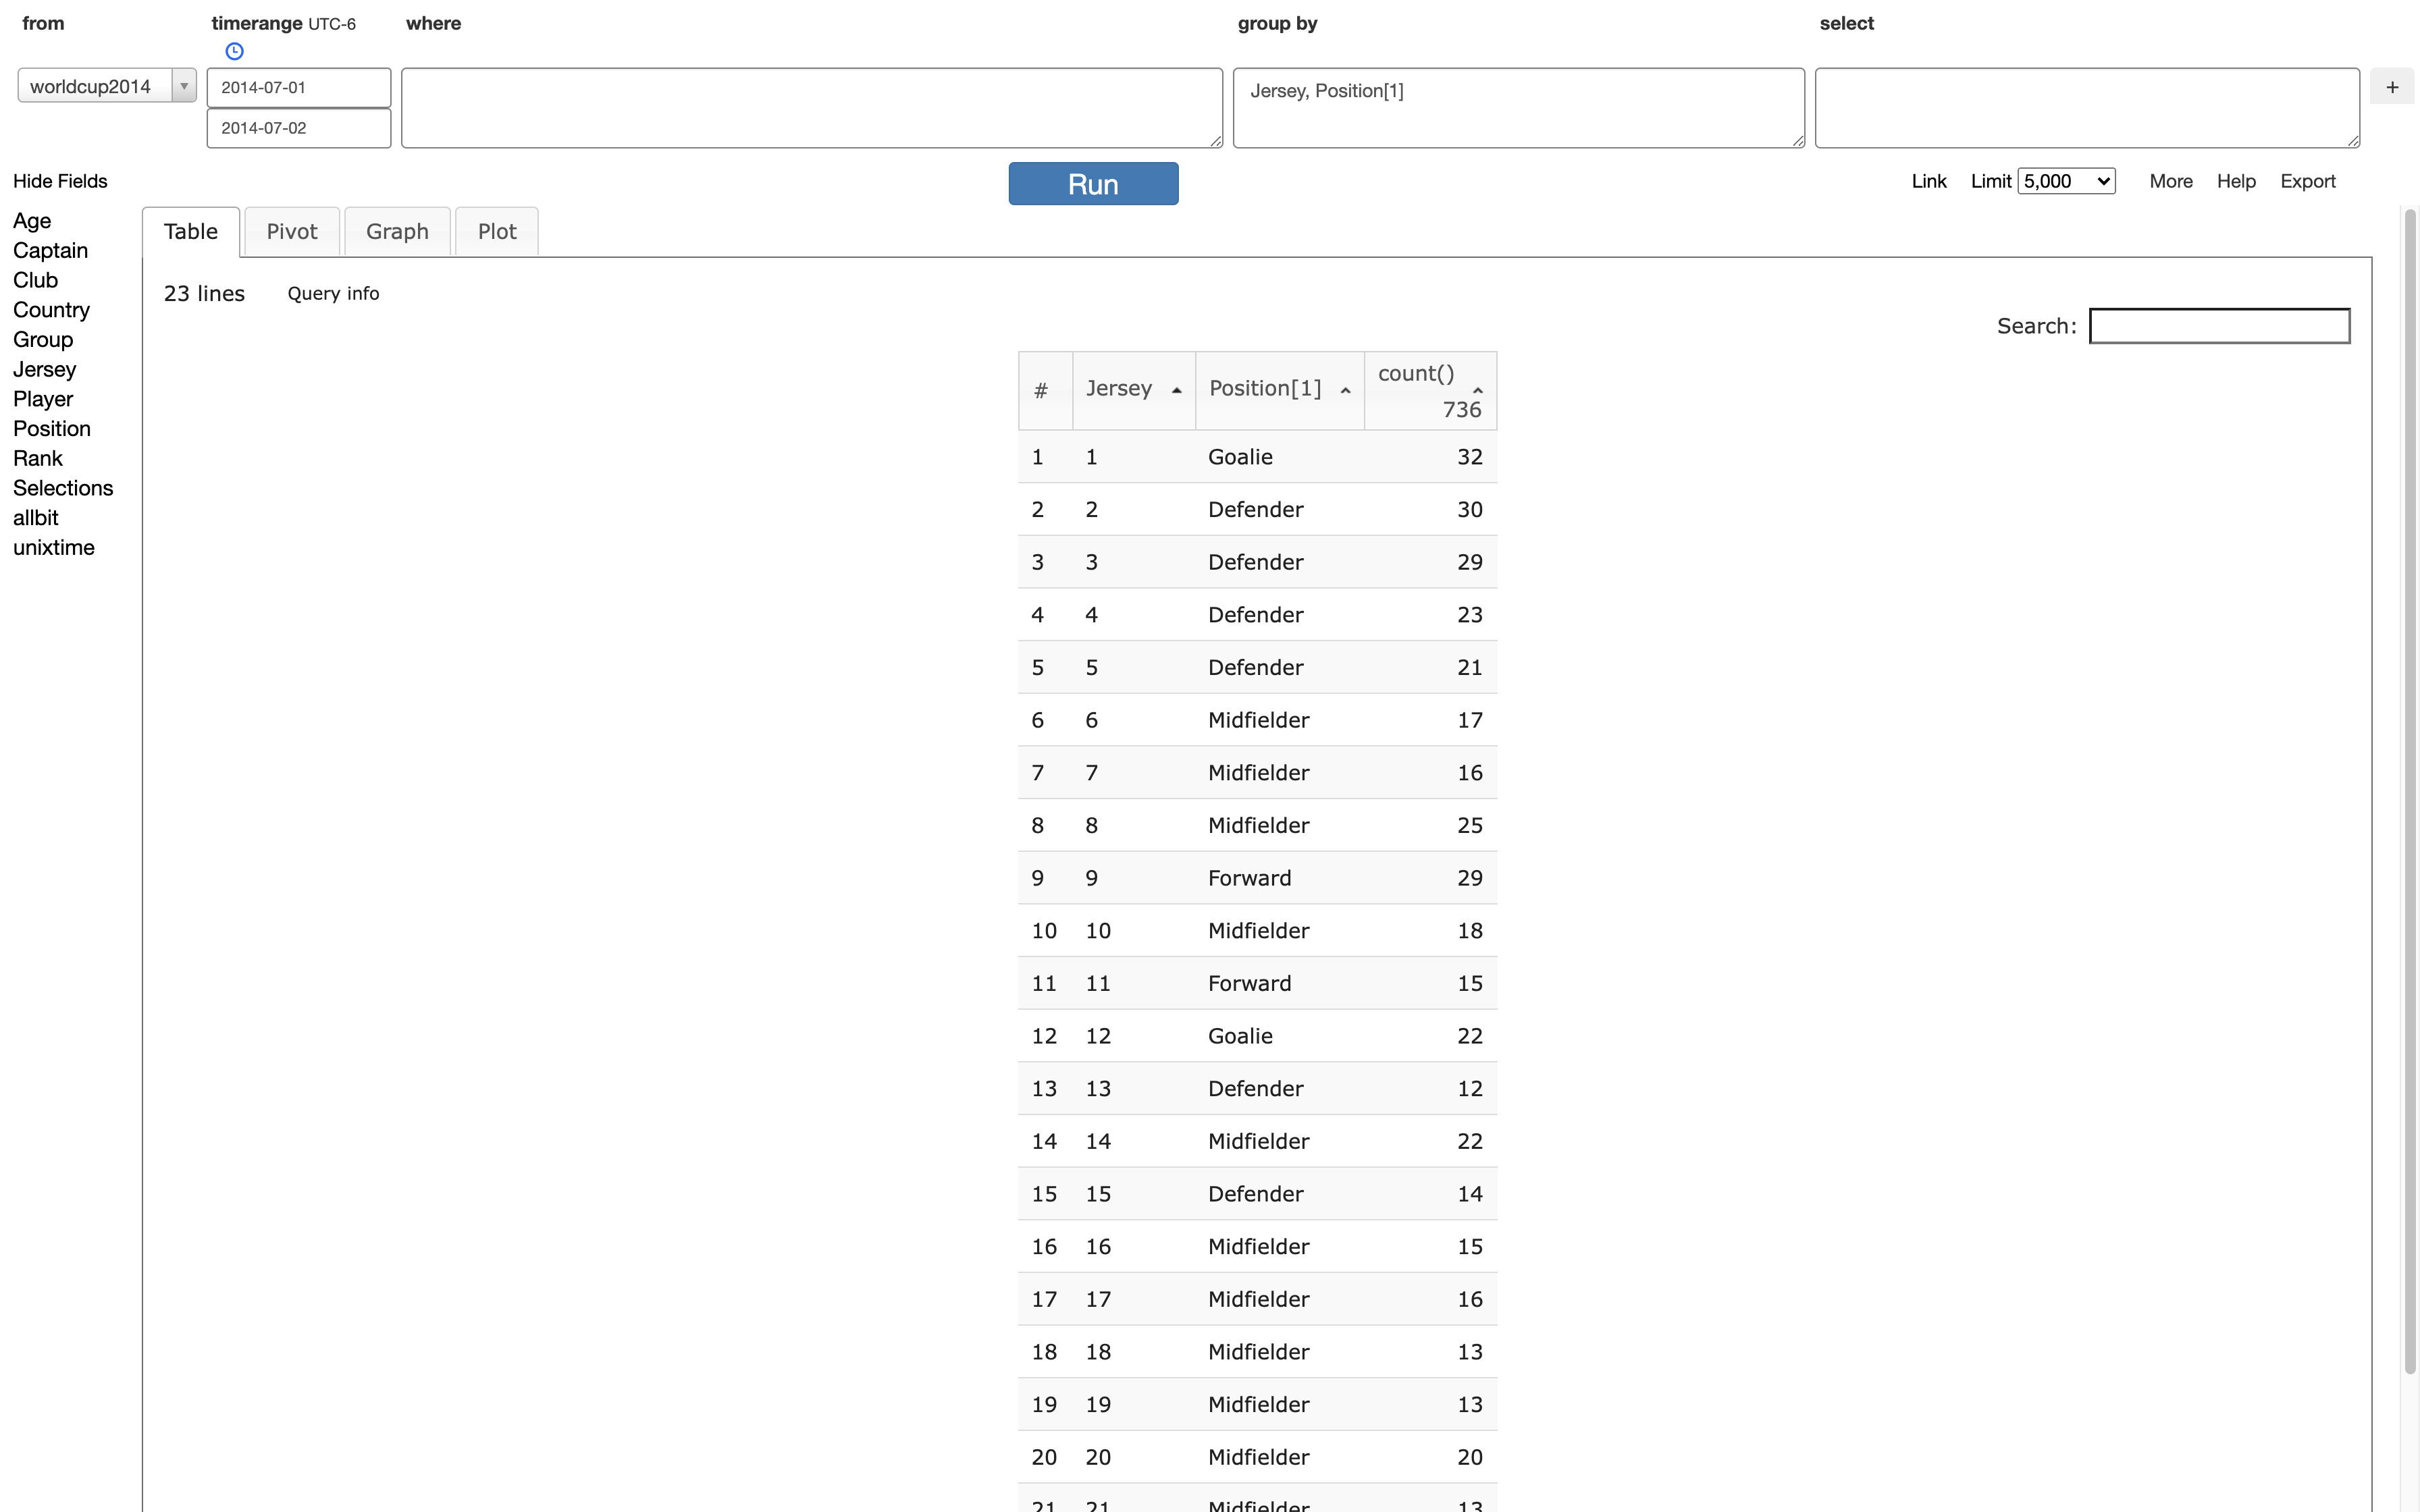 from timerange UTC-6 where group by select
worldcup2014 2014-07-01 Jersey, Position[1] +
2014-07-02
Hide Fields Run Link Limit 5,000 More Help Export
Age
Captain
Club
Country
Group
Jersey
Player
Position
Rank
Selections
allbit
unixtime
Table Pivot Graph Plot
23 lines Query info
Search:
# Jersey Position[1] count()
736
1 1 Goalie 32
2 2 Defender 30
3 3 Defender 29
4 4 Defender 23
5 5 Defender 21
6 6 Midfielder 17
7 7 Midfielder 16
8 8 Midfielder 25
9 9 Forward 29
10 10 Midfielder 18
11 11 Forward 15
12 12 Goalie 22
13 13 Defender 12
14 14 Midfielder 22
15 15 Defender 14
16 16 Midfielder 15
17 17 Midfielder 16
18 18 Midfielder 13
19 19 Midfielder 13
20 20 Midfielder 20
21 21 Midfielder 13